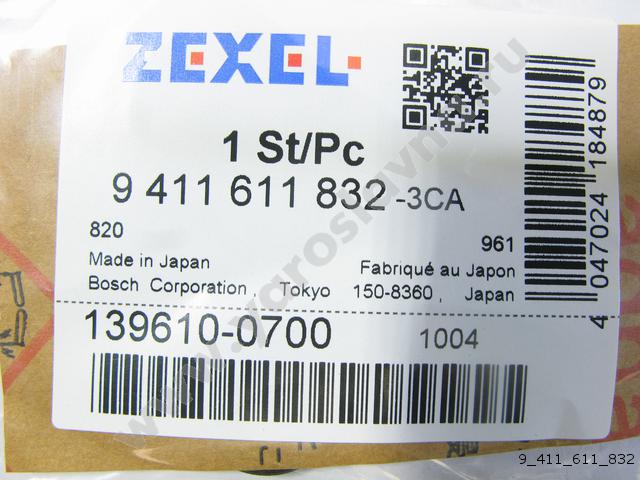 ZEXEL
1 St/Pc
9 411 611 832 -3CA
820
961
Made in Japan
Fabriqué au Japon
Bosch Corporation, Tokyo 150-8360, Japan
139610-0700
1004
4 047024 184879
9_411_611_832